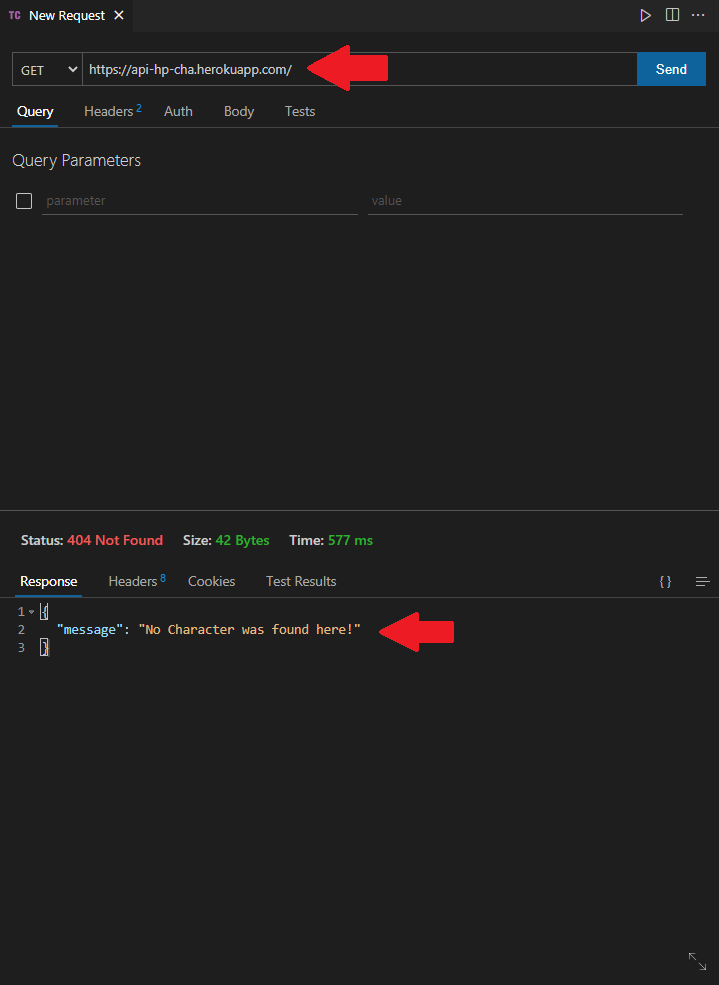 TC New Request
GET https://api-hp-cha.herokuapp.com/ Send
Query Headers 2 Auth Body Tests
Query Parameters
parameter value
Status: 404 Not Found Size: 42 Bytes Time: 577 ms
Response Headers 8 Cookies Test Results { }
1 {
2 "message": "No Character was found here!"
3 }